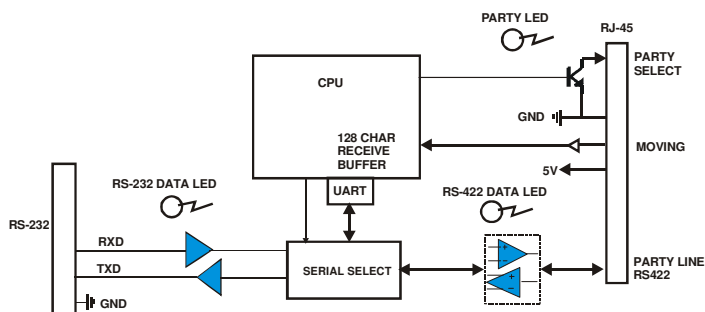 PARTY LED
RJ-45
CPU
PARTY
SELECT
GND
128 CHAR
RECEIVE
BUFFER
MOVING
5V
UART
RS-232 DATA LED
RS-422 DATA LED
RS-232
RXD
TXD
SERIAL SELECT
PARTY LINE
RS422
GND